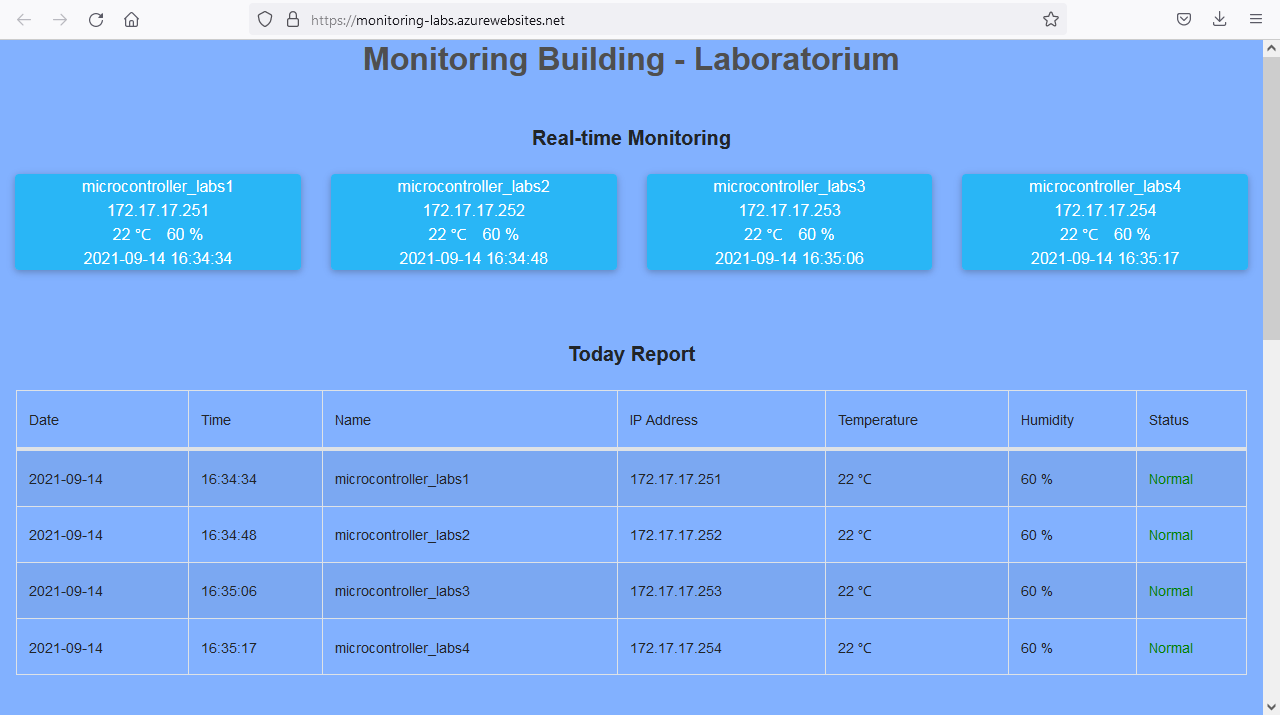 https://monitoring-labs.azurewebsites.net
Monitoring Building - Laboratorium
Real-time Monitoring
microcontroller_labs1
172.17.17.251
22 °C 60 %
2021-09-14 16:34:34
microcontroller_labs2
172.17.17.252
22 °C 60 %
2021-09-14 16:34:48
microcontroller_labs3
172.17.17.253
22 °C 60 %
2021-09-14 16:35:06
microcontroller_labs4
172.17.17.254
22 °C 60 %
2021-09-14 16:35:17
Today Report
Date Time Name IP Address Temperature Humidity Status
2021-09-14 16:34:34 microcontroller_labs1 172.17.17.251 22 °C 60 % Normal
2021-09-14 16:34:48 microcontroller_labs2 172.17.17.252 22 °C 60 % Normal
2021-09-14 16:35:06 microcontroller_labs3 172.17.17.253 22 °C 60 % Normal
2021-09-14 16:35:17 microcontroller_labs4 172.17.17.254 22 °C 60 % Normal